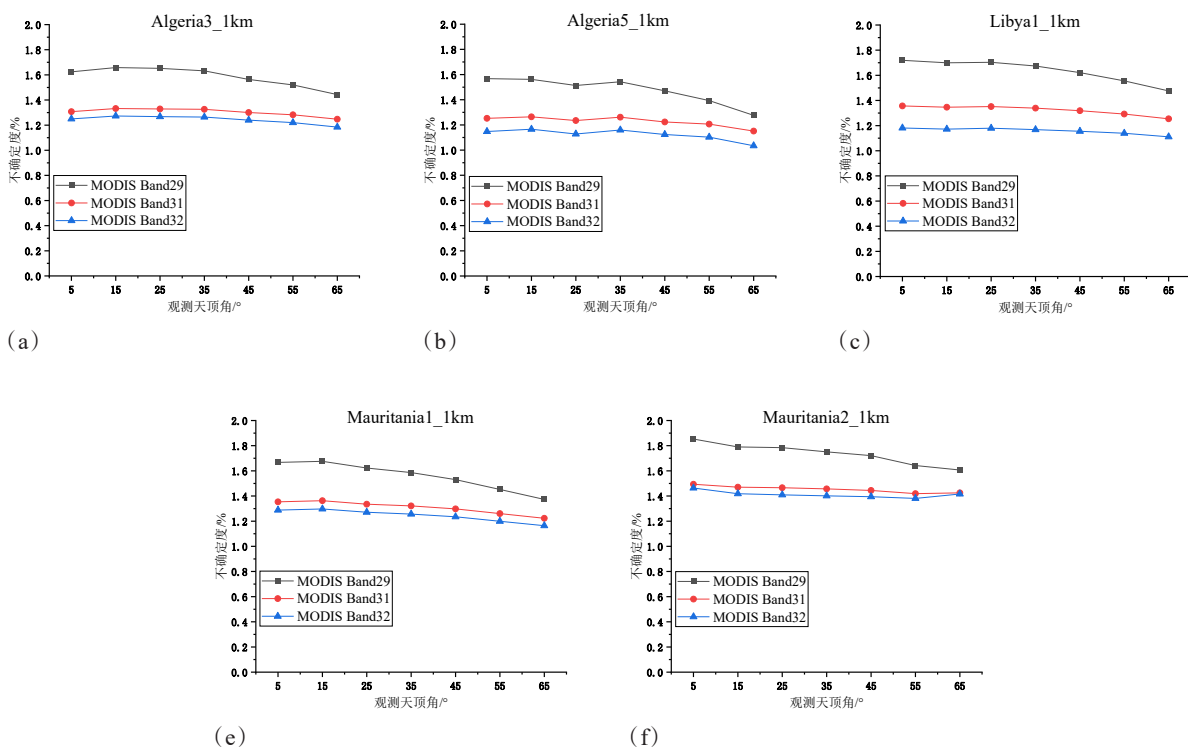 Algeria3_1km
2.0
1.8
1.6
1.4
1.2
1.0
0.8
0.6
0.4
0.2
0.0
不确定度/%
MODIS Band29
MODIS Band31
MODIS Band32
5 15 25 35 45 55 65
观测天顶角/°
(a)
Algeria5_1km
2.0
1.8
1.6
1.4
1.2
1.0
0.8
0.6
0.4
0.2
0.0
不确定度/%
MODIS Band29
MODIS Band31
MODIS Band32
5 15 25 35 45 55 65
观测天顶角/°
(b)
Libya1_1km
2.0
1.8
1.6
1.4
1.2
1.0
0.8
0.6
0.4
0.2
0.0
不确定度/%
MODIS Band29
MODIS Band31
MODIS Band32
5 15 25 35 45 55 65
观测天顶角/°
(c)
Mauritania1_1km
2.0
1.8
1.6
1.4
1.2
1.0
0.8
0.6
0.4
0.2
0.0
不确定度/%
MODIS Band29
MODIS Band31
MODIS Band32
5 15 25 35 45 55 65
观测天顶角/°
(e)
Mauritania2_1km
2.0
1.8
1.6
1.4
1.2
1.0
0.8
0.6
0.4
0.2
0.0
不确定度/%
MODIS Band29
MODIS Band31
MODIS Band32
5 15 25 35 45 55 65
观测天顶角/°
(f)